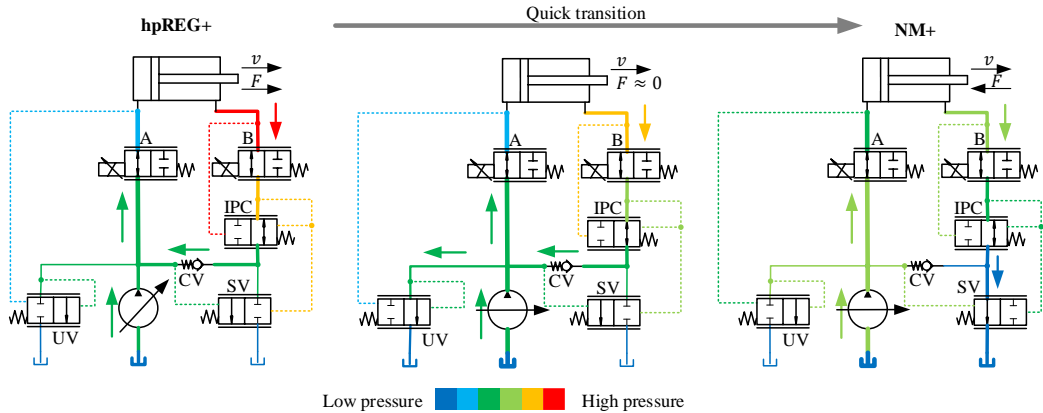 Quick transition
hpREG+
NM+
v
F
v
F ≈ 0
v
F
A
B
A
B
A
B
IPC
IPC
IPC
CV
CV
CV
SV
SV
SV
UV
UV
UV
Low pressure
High pressure